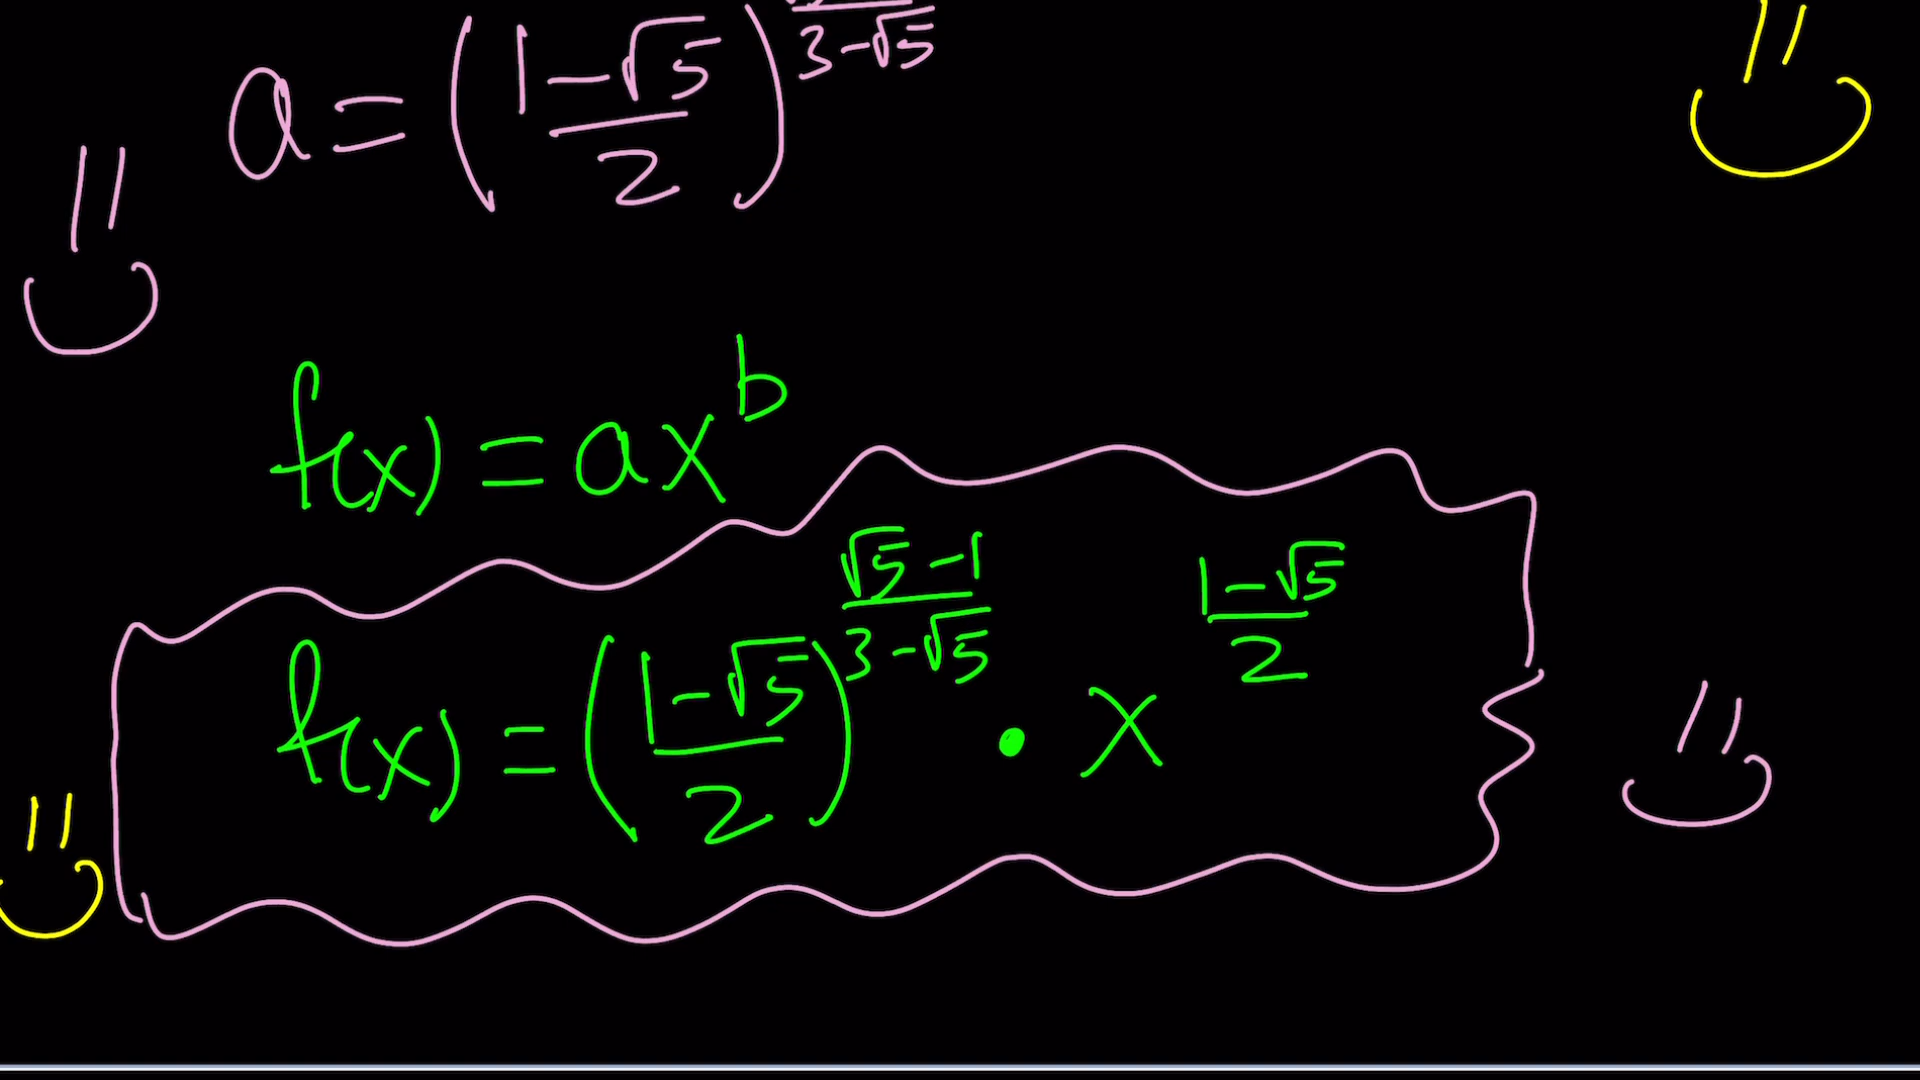 a = ((1-√5)/2)^(/(3-√5))
f(x) = ax^b
f(x) = ((1-√5)/2)^((√5-1)/(3-√5)) • x^((1-√5)/2)